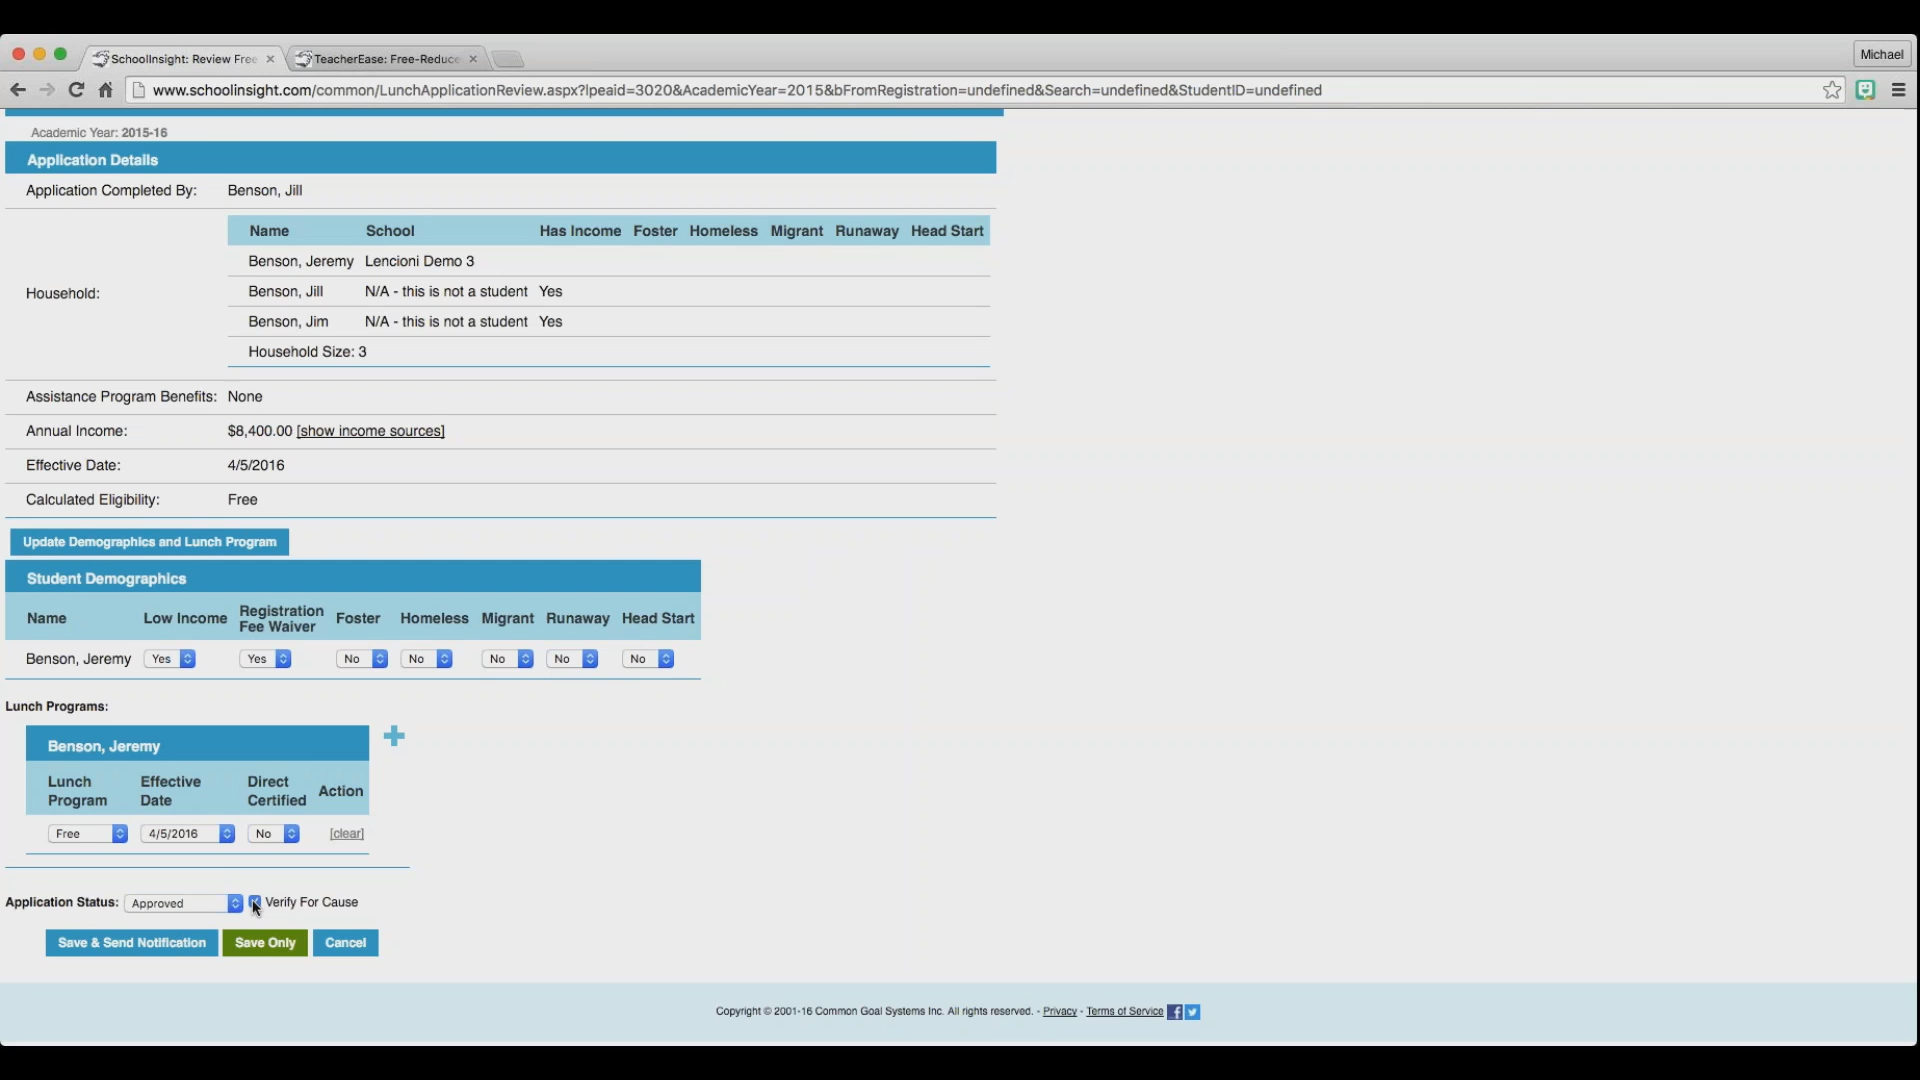 SchoolInsight: Review Free
TeacherEase: Free-Reduce
Michael
www.schoolinsight.com/common/LunchApplicationReview.aspx?lpeaid=3020&AcademicYear=2015&bFromRegistration=undefined&Search=undefined&StudentID=undefined
Academic Year: 2015-16
Application Details
Application Completed By: Benson, Jill
Name School Has Income Foster Homeless Migrant Runaway Head Start
Benson, Jeremy Lencioni Demo 3
Household:
Benson, Jill N/A - this is not a student Yes
Benson, Jim N/A - this is not a student Yes
Household Size: 3
Assistance Program Benefits: None
Annual Income: $8,400.00 [show income sources]
Effective Date: 4/5/2016
Calculated Eligibility: Free
Update Demographics and Lunch Program
Student Demographics
Name Low Income Registration Fee Waiver Foster Homeless Migrant Runaway Head Start
Benson, Jeremy Yes Yes No No No No No
Lunch Programs:
Benson, Jeremy
Lunch Program Effective Date Direct Certified Action
Free 4/5/2016 No [clear]
Application Status: Approved Verify For Cause
Save & Send Notification Save Only Cancel
Copyright © 2001-16 Common Goal Systems Inc. All rights reserved. - Privacy - Terms of Service